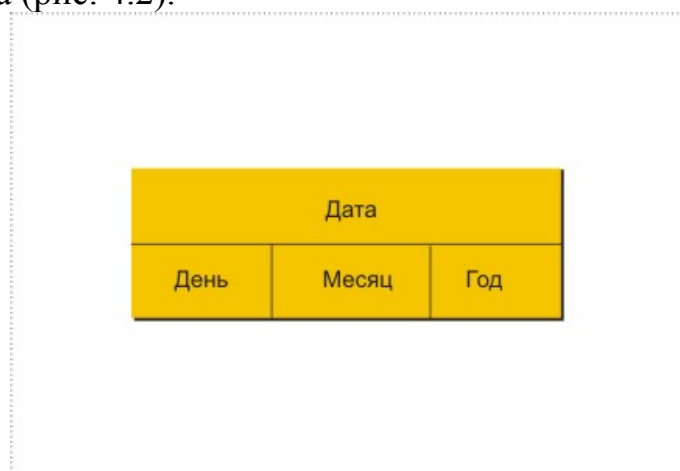 а (рис. 4.2).
Дата
День Месяц Год